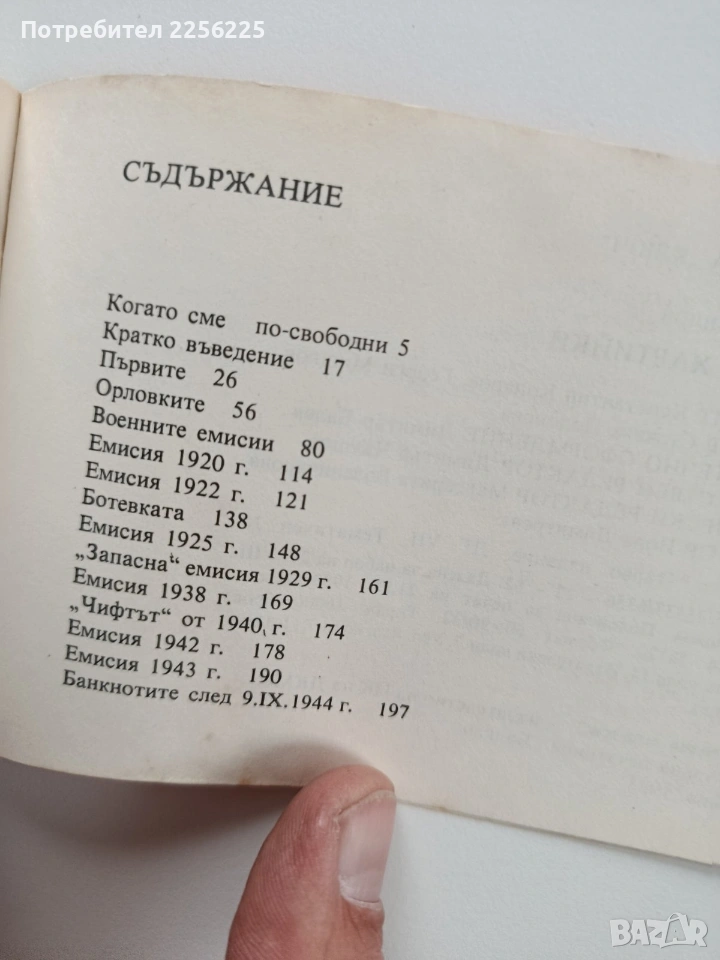 Потребител 2256225
СЪДЪРЖАНИЕ
Когато сме по-свободни 5
Кратко въведение 17
Първите 26
Орловките 56
Военните емисии 80
Емисия 1920 г. 114
Емисия 1922 г. 121
Ботевката 138
Емисия 1925 г. 148
„Запасна“ емисия 1929 г. 161
Емисия 1938 г. 169
„Чифтът“ от 1940 г. 174
Емисия 1942 г. 178
Емисия 1943 г. 190
Банкнотите след 9.IX.1944 г. 197
BAZAR